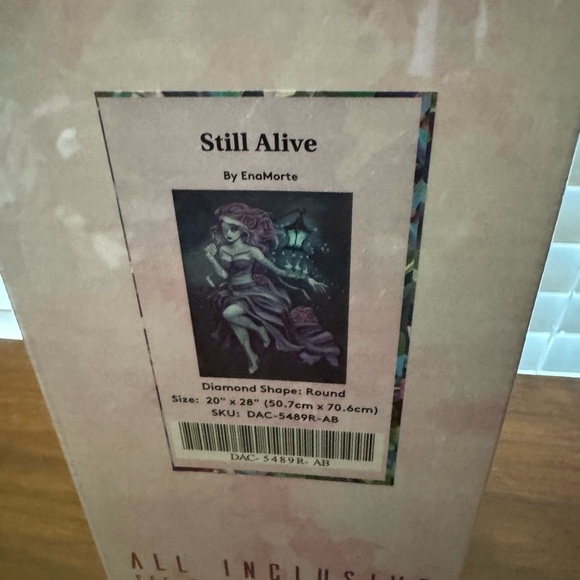 Still Alive
By EnaMorte
Diamond Shape: Round
Size: 20" x 28" (50.7cm x 70.6cm)
SKU: DAC-5489R-AB
DAC- 5489R- AB
ALL INCLUSIVE